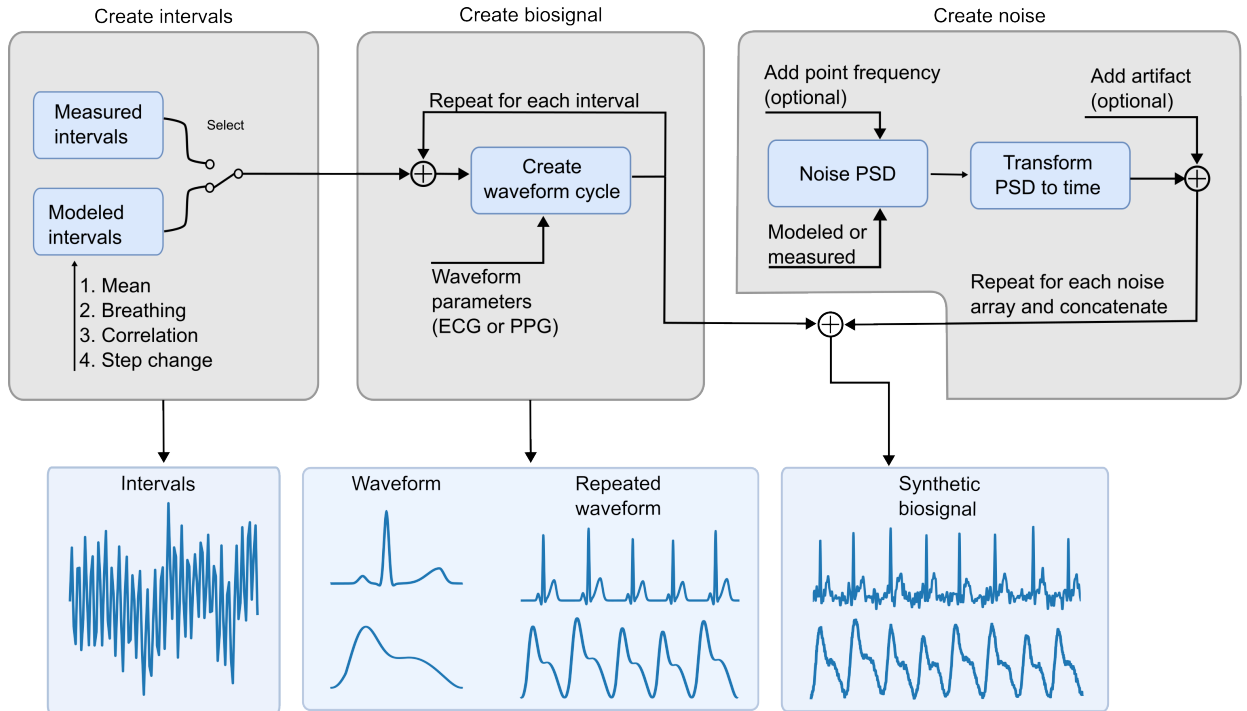 Create intervals
Measured
intervals
Select
Modeled
intervals
1. Mean
2. Breathing
3. Correlation
4. Step change
Create biosignal
Repeat for each interval
Create
waveform cycle
Waveform
parameters
(ECG or PPG)
Create noise
Add point frequency
(optional)
Add artifact
(optional)
Noise PSD
Transform
PSD to time
Modeled or
measured
Repeat for each noise
array and concatenate
Intervals
Waveform
Repeated
waveform
Synthetic
biosignal